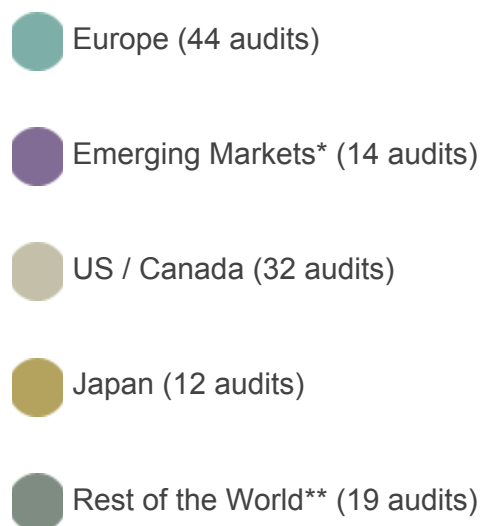 Europe (44 audits)
Emerging Markets* (14 audits)
US / Canada (32 audits)
Japan (12 audits)
Rest of the World** (19 audits)